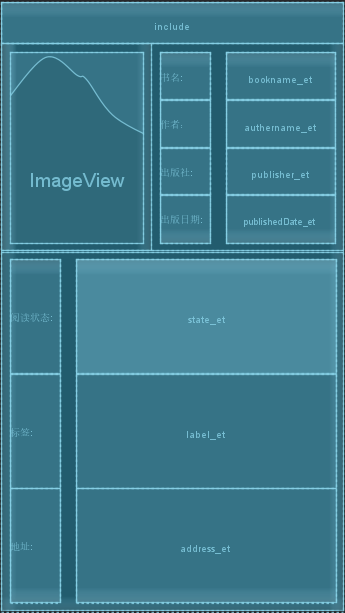 include
书名:
bookname_et
作者:
authername_et
ImageView
出版社:
publisher_et
出版日期:
publishedDate_et
阅读状态:
state_et
标签:
label_et
地址:
address_et